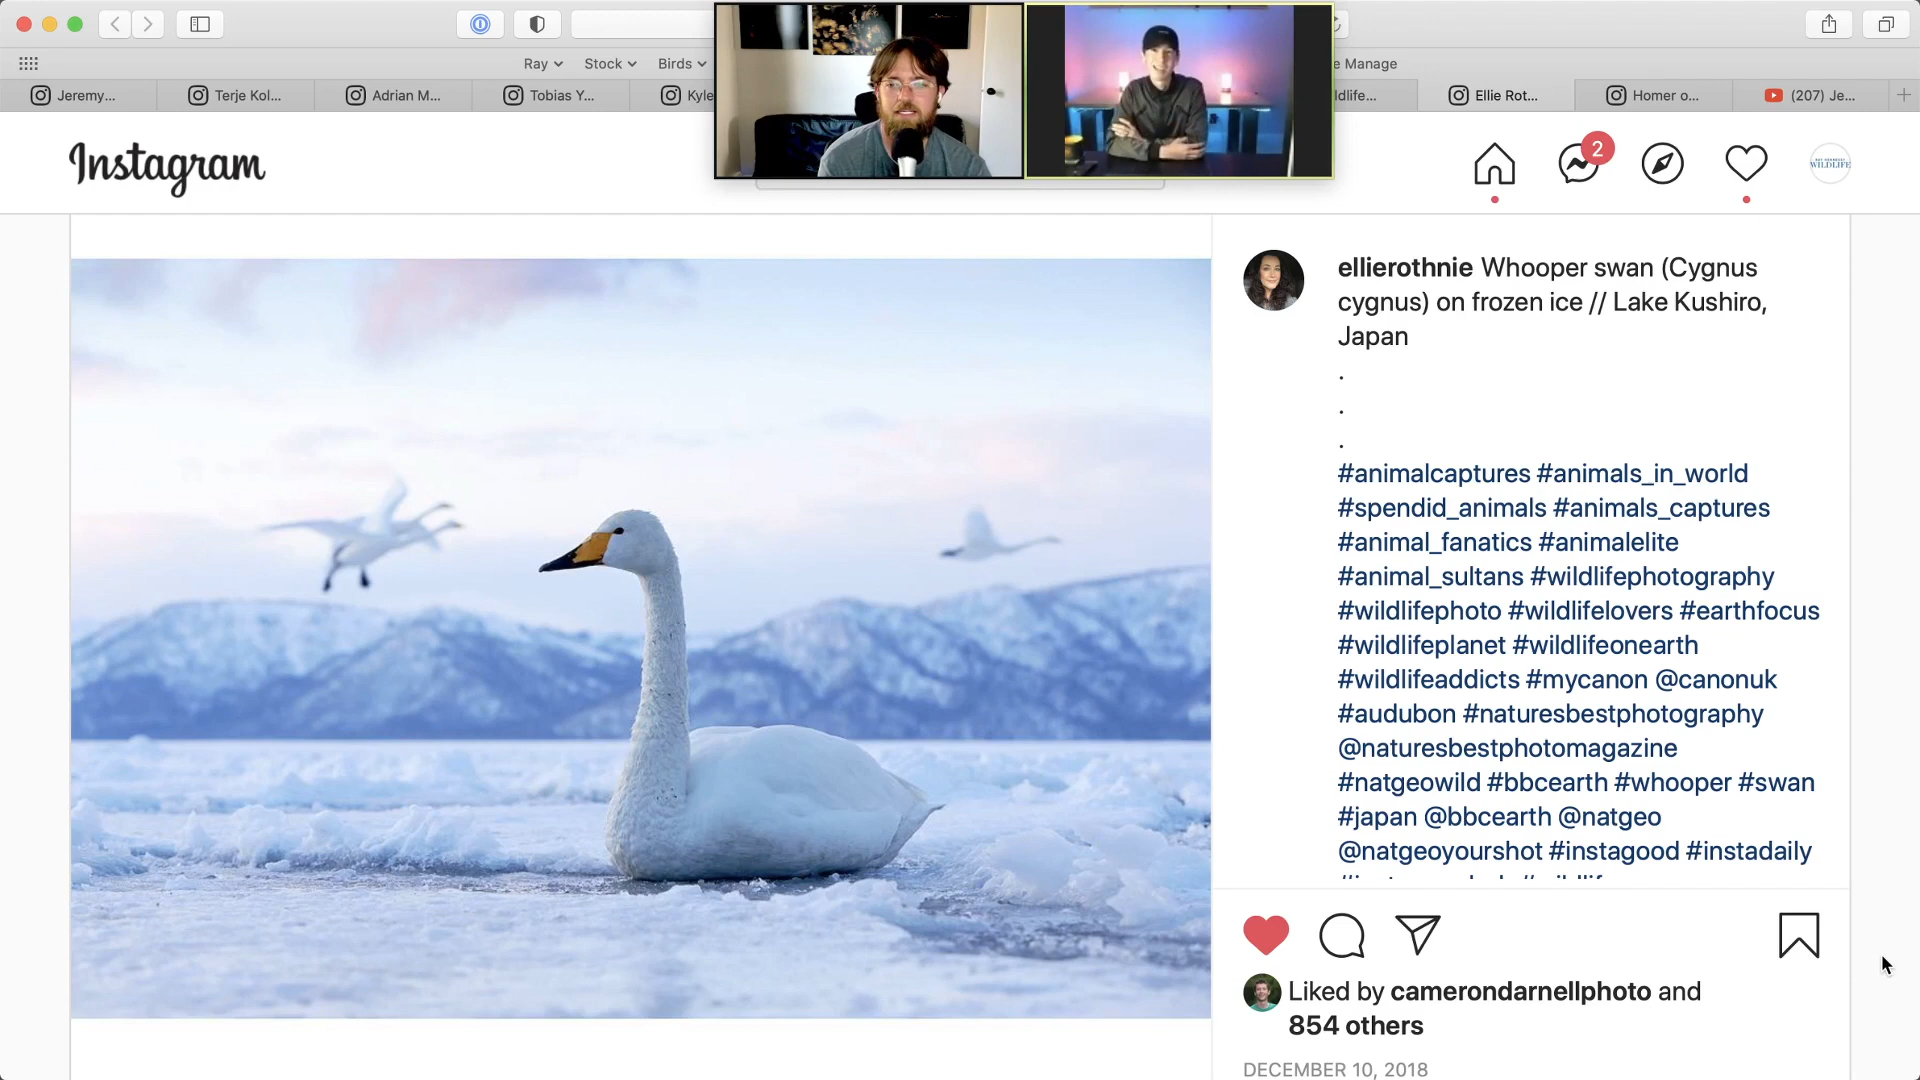 Ray Stock Birds
e Manage
Jeremy... Terje Kol... Adrian M... Tobias Y... Kyle ldlife... Ellie Rot... Homer o... (207) Je...
Instagram
2
WILDLIFE
ellierothnie Whooper swan (Cygnus
cygnus) on frozen ice // Lake Kushiro,
Japan
.
.
.
#animalcaptures #animals_in_world
#spendid_animals #animals_captures
#animal_fanatics #animalelite
#animal_sultans #wildlifephotography
#wildlifephoto #wildlifelovers #earthfocus
#wildlifeplanet #wildlifeonearth
#wildlifeaddicts #mycanon @canonuk
#audubon #naturesbestphotography
@naturesbestphotomagazine
#natgeowild #bbcearth #whooper #swan
#japan @bbcearth @natgeo
@natgeoyourshot #instagood #instadaily
Liked by camerondarnellphoto and
854 others
DECEMBER 10, 2018